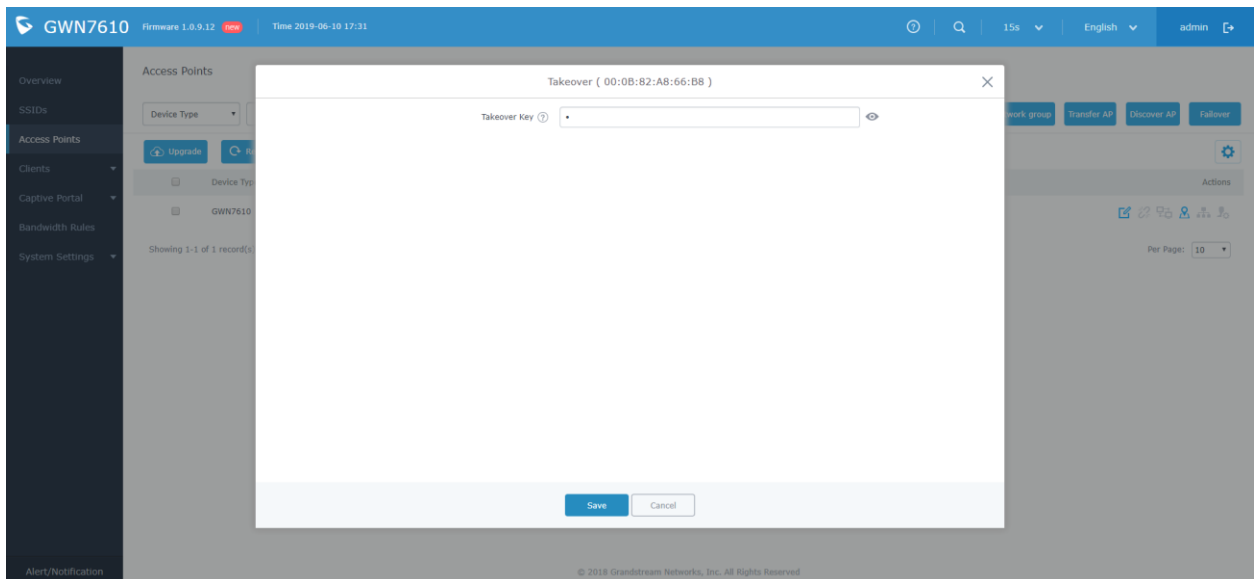 GWN7610 Firmware 1.0.9.12 new Time 2019-06-10 17:31 15s English admin
Overview
SSIDs
Access Points
Clients
Captive Portal
Bandwidth Rules
System Settings
Alert/Notification
Access Points
Device Type
work group Transfer AP Discover AP Failover
Upgrade
Device Typ Actions
GWN7610
Showing 1-1 of 1 record(s) Per Page: 10
Takeover ( 00:0B:82:A8:66:B8 )
Takeover Key
Save Cancel
© 2018 Grandstream Networks, Inc. All Rights Reserved